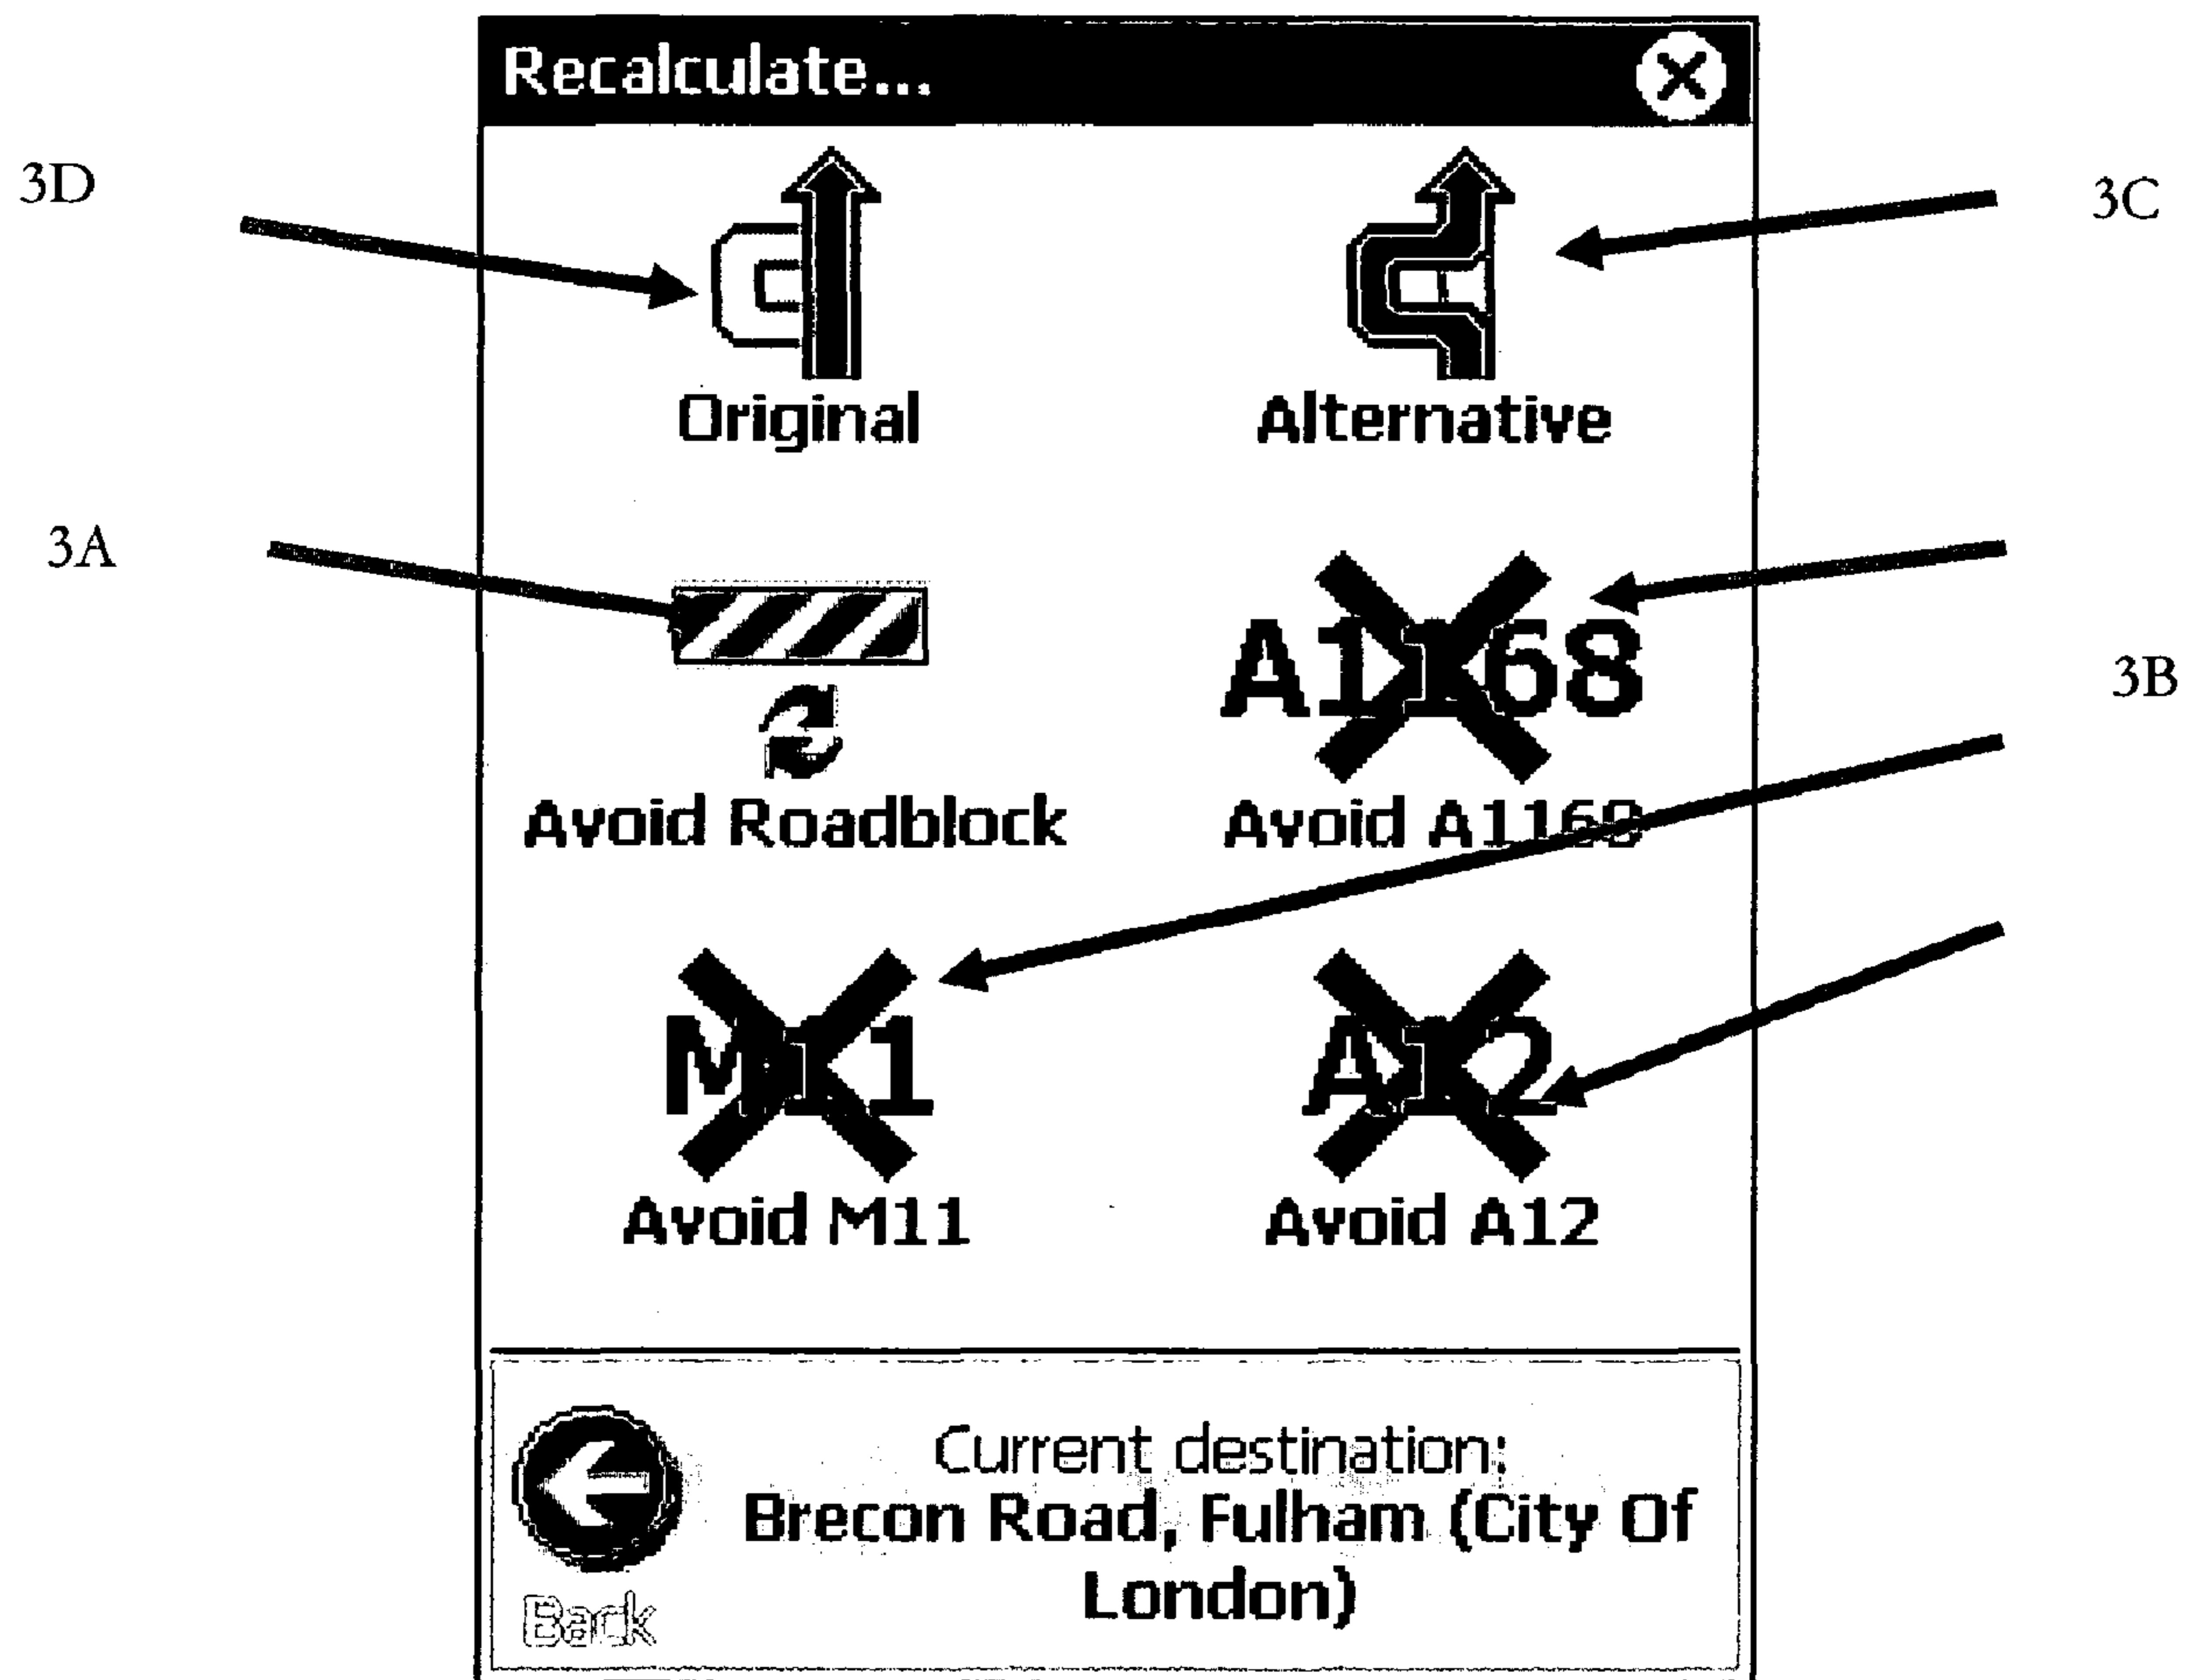 Recalculate...
3D
3C
Original
Alternative
3A
A1168
3B
Avoid Roadblock
Avoid A1168
M11
A12
Avoid M11
Avoid A12
Current destination:
Brecon Road, Fulham (City Of
London)
Back